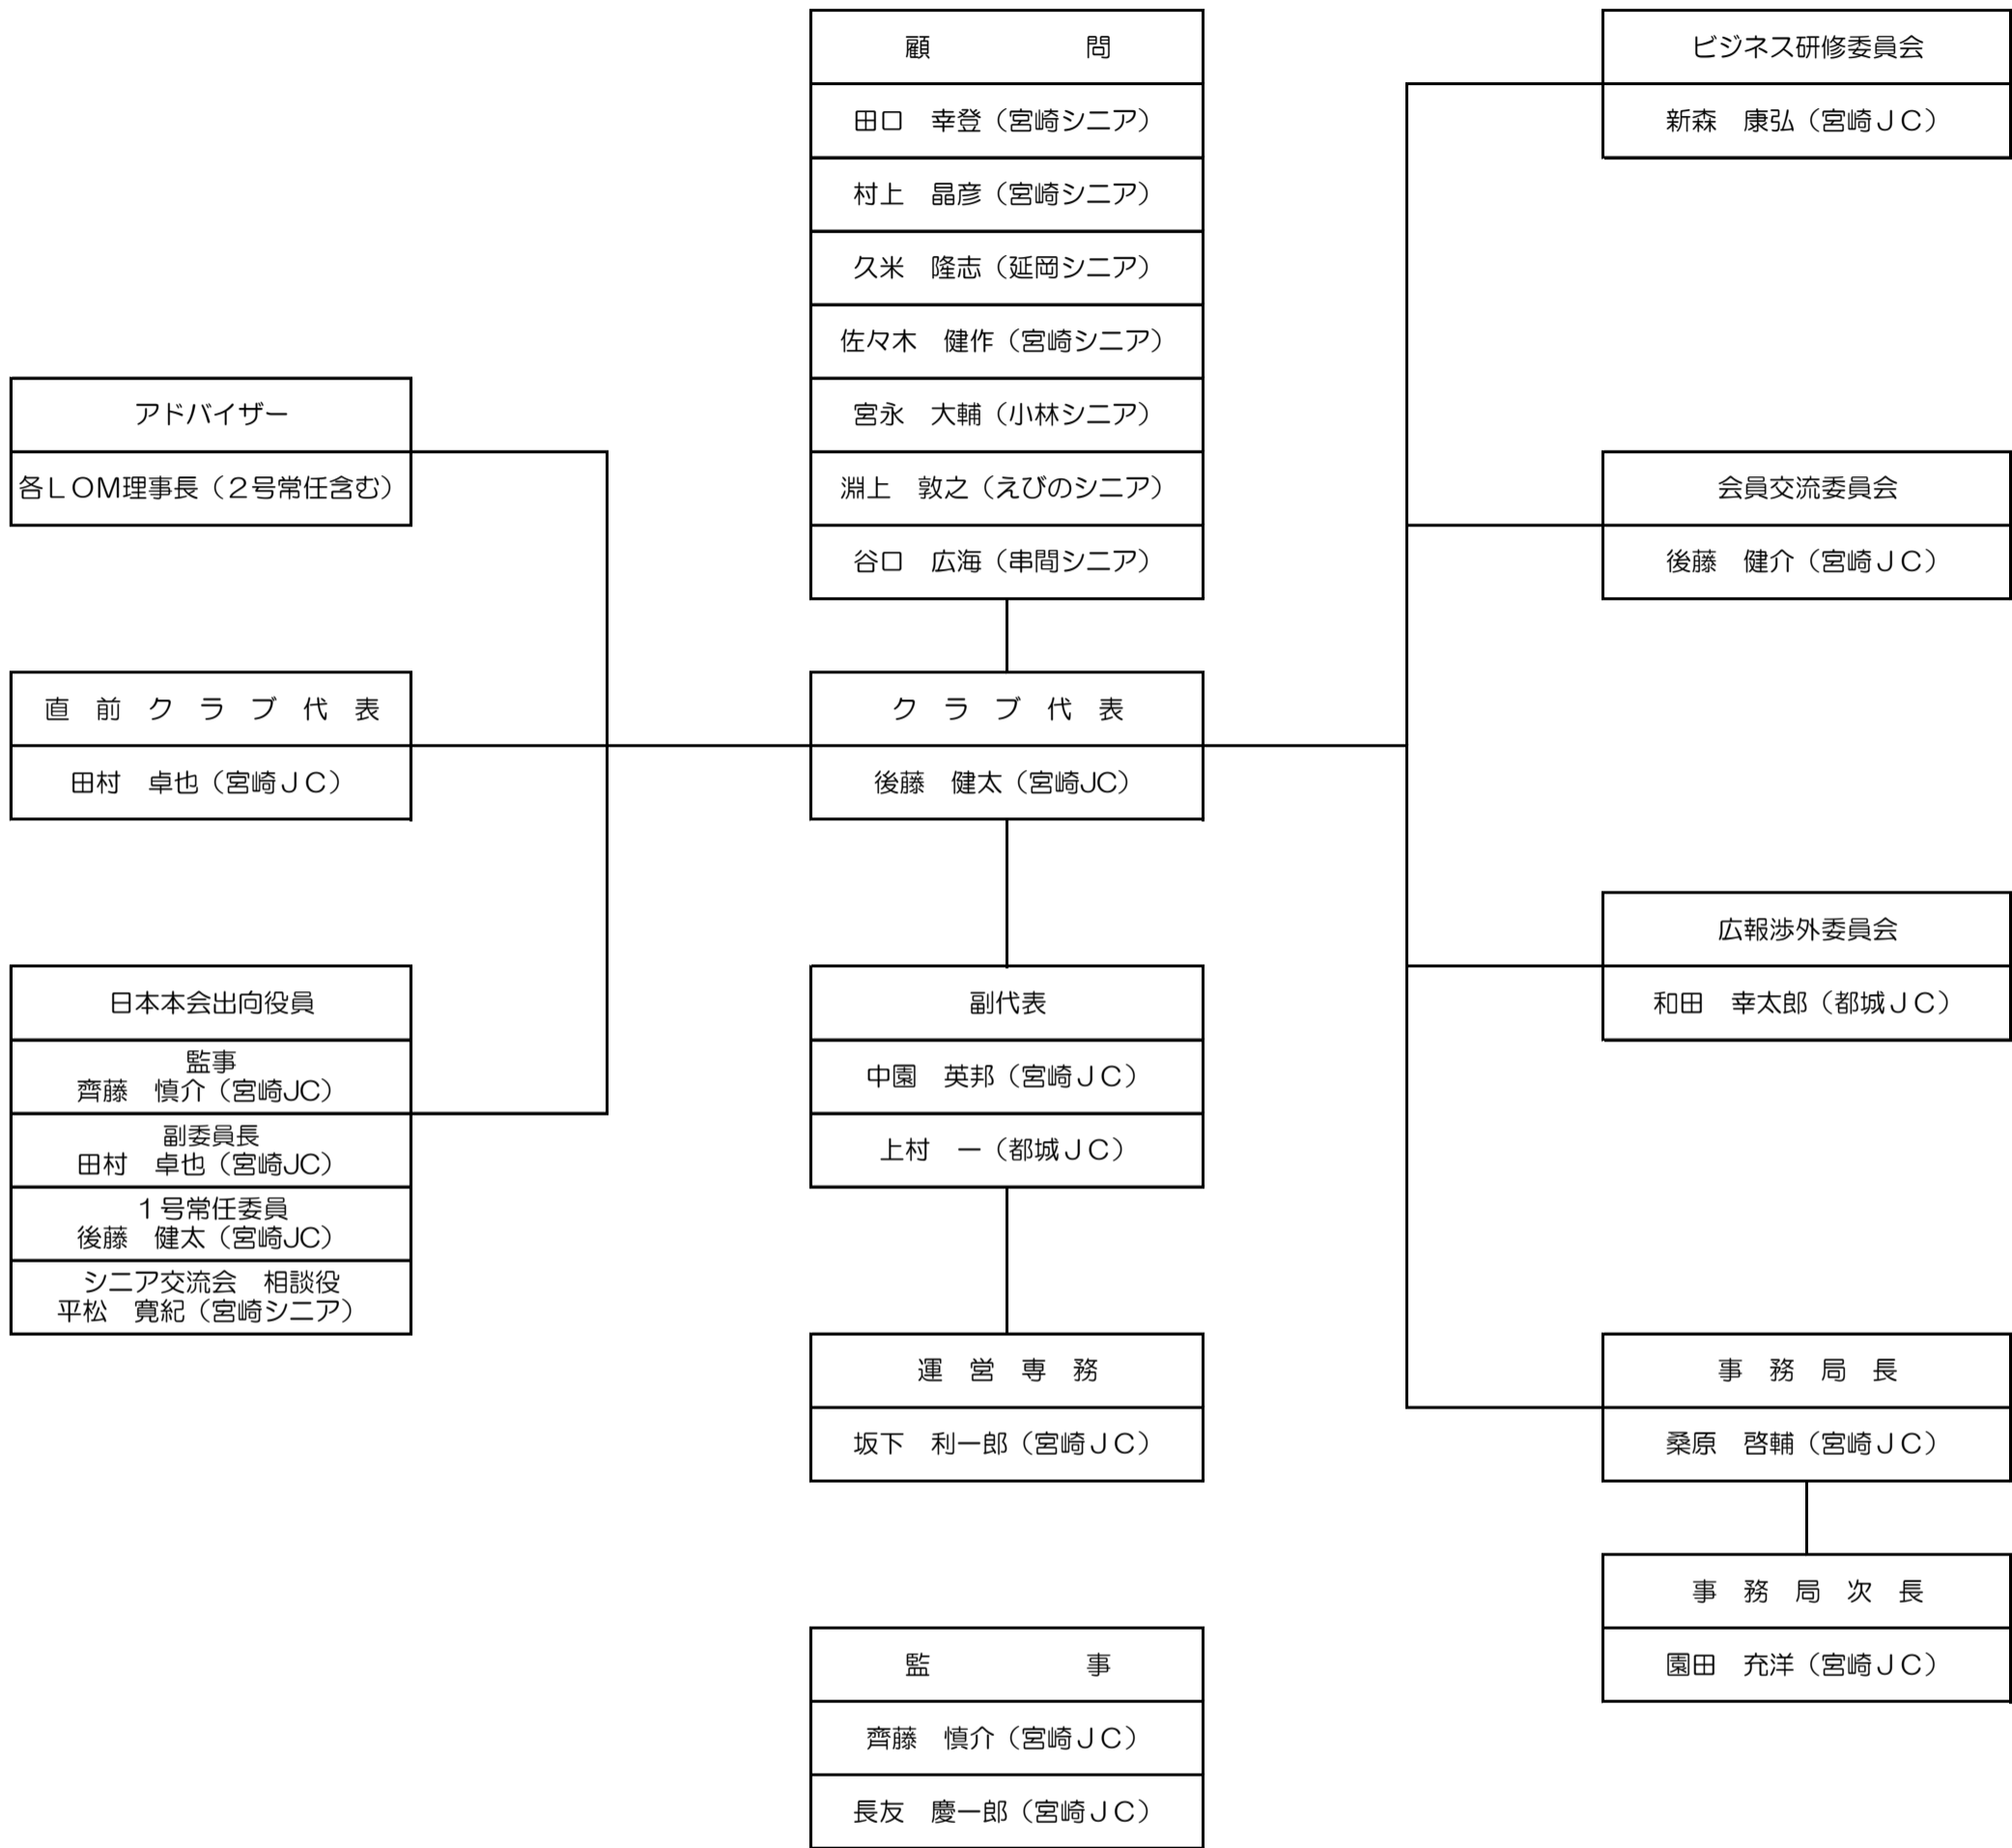 顧　問
田口　幸登（宮崎シニア）
村上　晶彦（宮崎シニア）
久米　隆志（延岡シニア）
佐々木　健作（宮崎シニア）
宮永　大輔（小林シニア）
淵上　敦之（えびのシニア）
谷口　広海（串間シニア）
アドバイザー
各ＬＯＭ理事長（２号常任含む）
直　前　ク　ラ　ブ　代　表
田村　卓也（宮崎ＪＣ）
日本本会出向役員
監事
齊藤　慎介（宮崎JC）
副委員長
田村　卓也（宮崎JC）
１号常任委員
後藤　健太（宮崎JC）
シニア交流会　相談役
平松　寛紀（宮崎シニア）
ク　ラ　ブ　代　表
後藤　健太（宮崎JC）
副代表
中園　英邦（宮崎ＪＣ）
上村　一（都城ＪＣ）
運　営　専　務
坂下　利一郎（宮崎ＪＣ）
監　事
齊藤　慎介（宮崎ＪＣ）
長友　慶一郎（宮崎ＪＣ）
ビジネス研修委員会
新森　康弘（宮崎ＪＣ）
会員交流委員会
後藤　健介（宮崎ＪＣ）
広報渉外委員会
和田　幸太郎（都城ＪＣ）
事　務　局　長
桑原　啓輔（宮崎ＪＣ）
事　務　局　次　長
園田　充洋（宮崎ＪＣ）